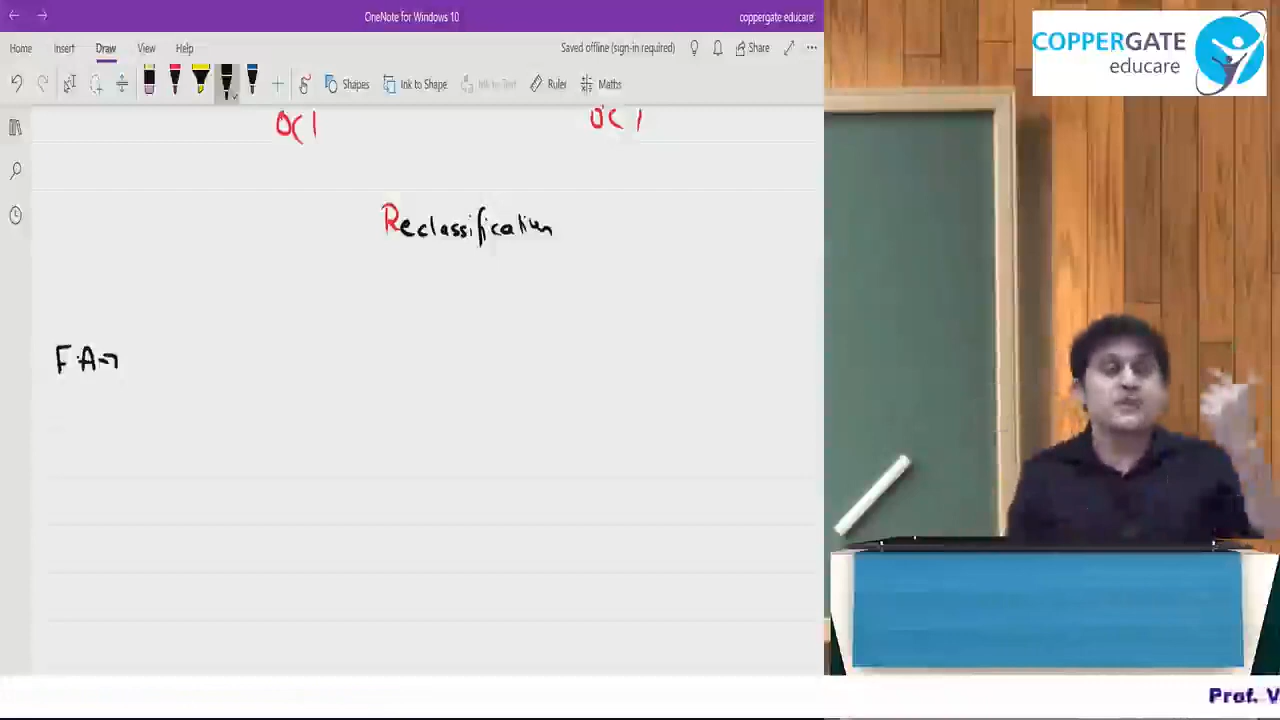 OneNote for Windows 10
coppergate educare
Home Insert Draw View Help
Saved offline (sign-in required)
Share
Shapes
Ink to Shape
Ink to Text
Ruler
Maths
COPPERGATE
educare
OCI
OCI
Reclassification
F.A→
Prof. V